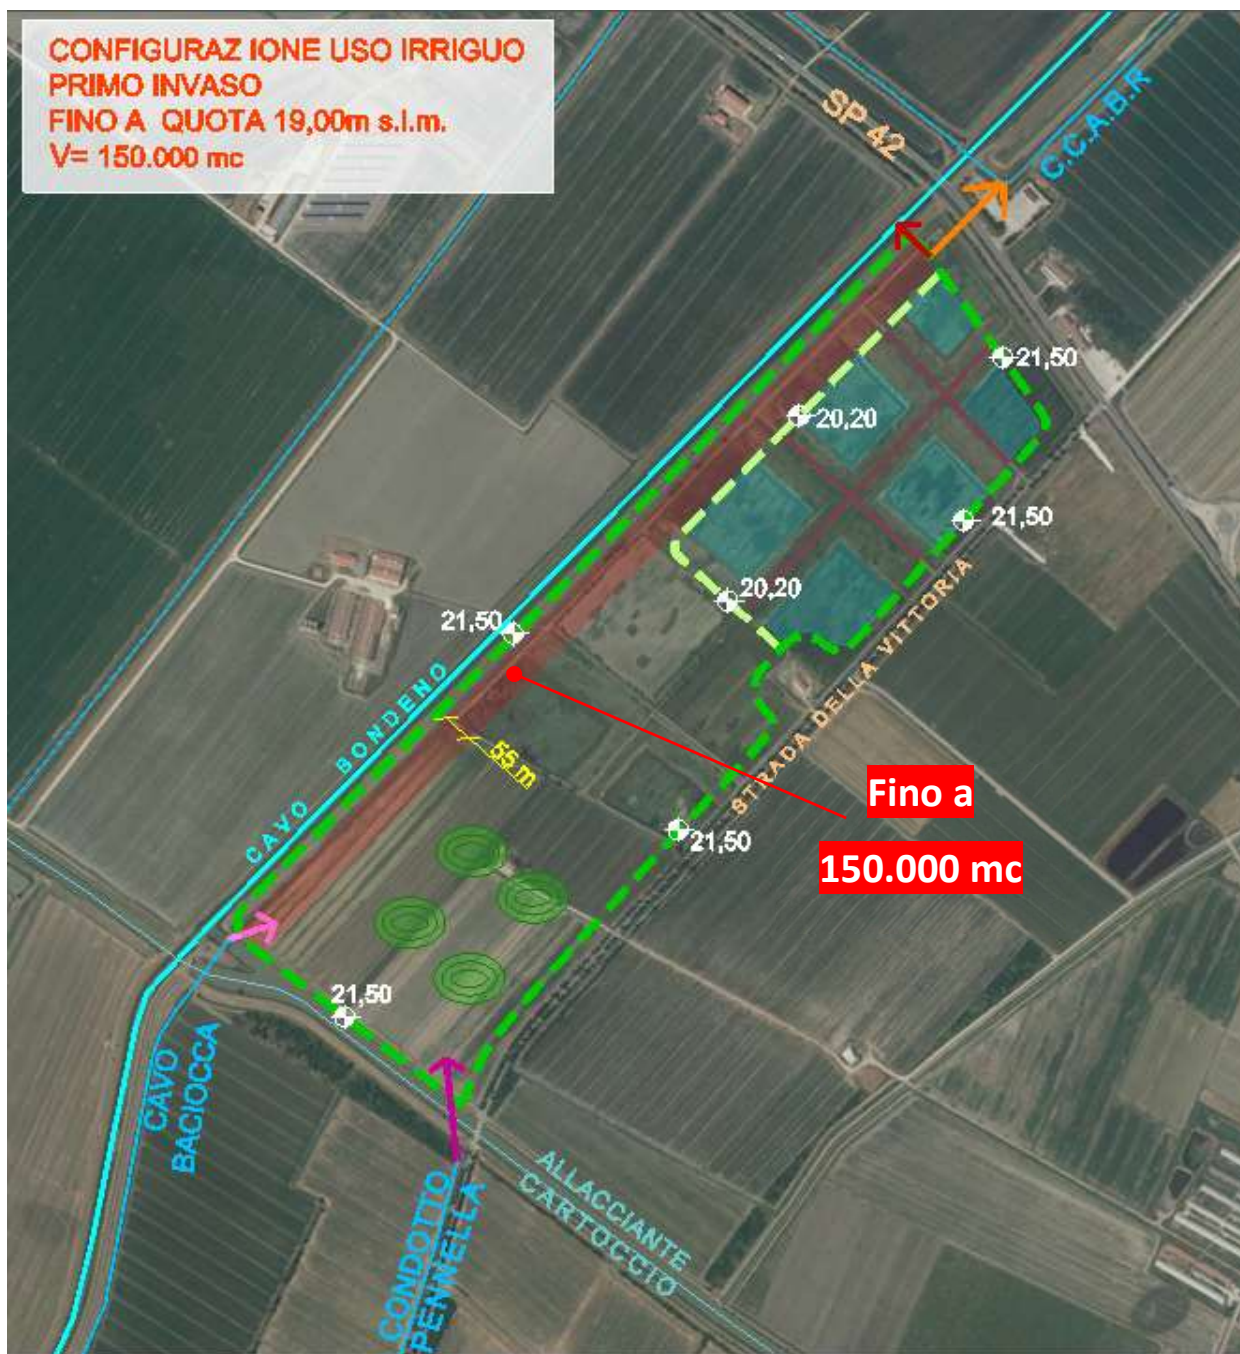 CONFIGURAZ IONE USO IRRIGUO
PRIMO INVASO
FINO A QUOTA 19,00m s.l.m.
V= 150.000 mc
SP 42
C.C.A.B.R
21,50
20,20
21,50
20,20
21,50
CAVO BONDENO
STRADA DELLA VITTORIA
55 m
Fino a
150.000 mc
21,50
21,50
CAVO
BACIOCCA
CONDOTTO
PENNELLA
ALLACCIANTE
CARTOCCIO